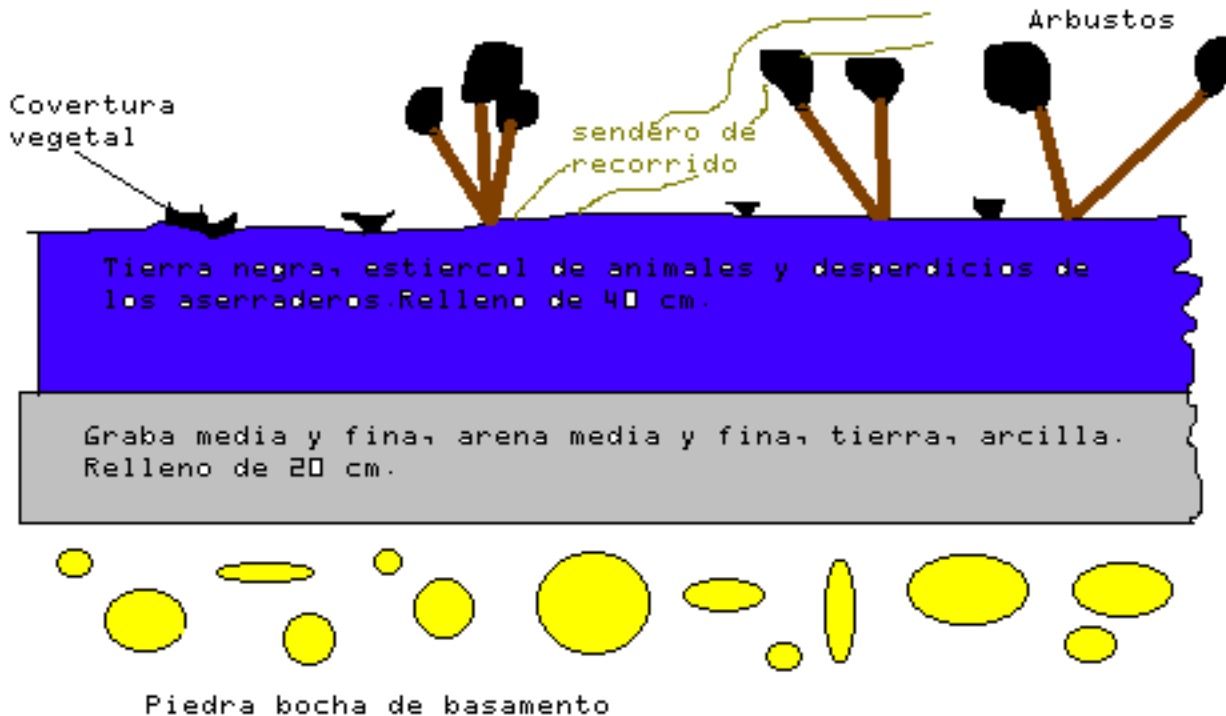 Arbustos
Covertura
vegetal
sendero de
recorrido
Tierra negra, estiercol de animales y desperdicios de
los aserraderos.Relleno de 40 cm.
Graba media y fina, arena media y fina, tierra, arcilla.
Relleno de 20 cm.
Piedra bocha de basamento